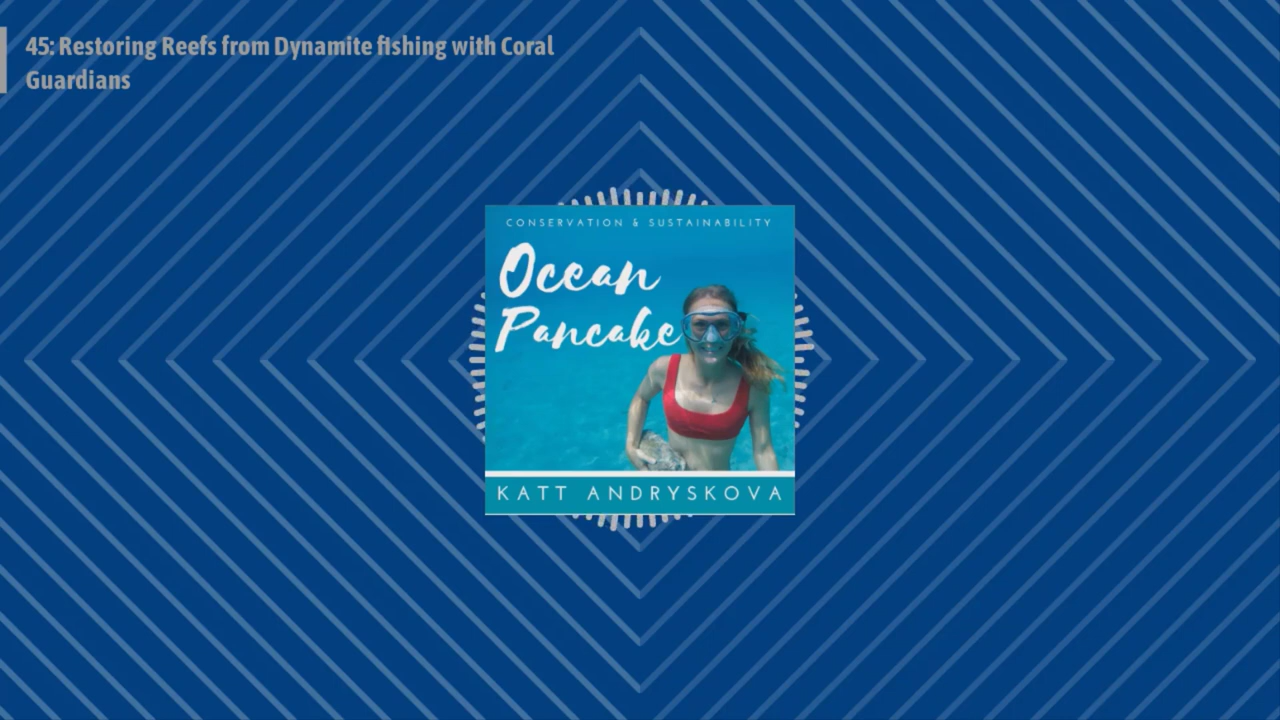 45: Restoring Reefs from Dynamite fishing with Coral
Guardians
CONSERVATION & SUSTAINABILITY
Ocean
Pancake
KATT ANDRYSKOVA